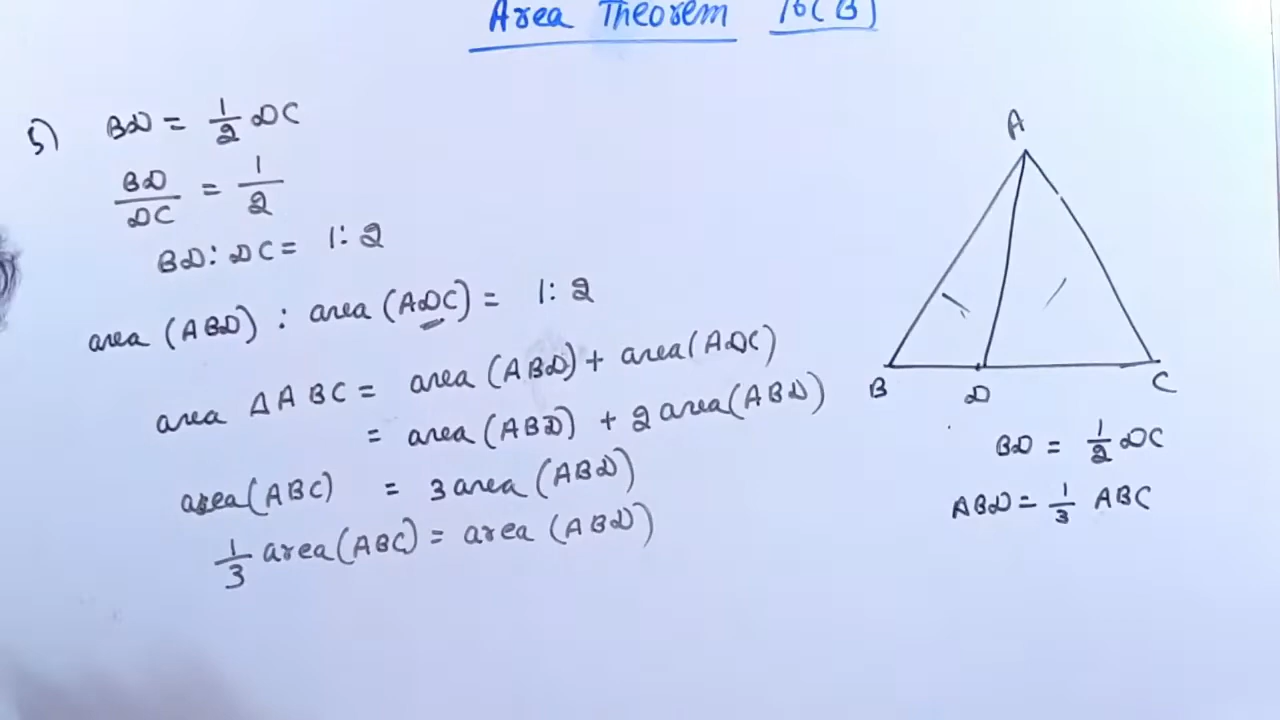 Area Theorem 16(B)
5) BD = 1/2 DC
BD/DC = 1/2
BD : DC = 1 : 2
area (ABD) : area (ADC) = 1 : 2
area ΔABC = area (ABD) + area (ADC)
= area (ABD) + 2 area (ABD)
area (ABC) = 3 area (ABD)
1/3 area (ABC) = area (ABD)
A
B D C
BD = 1/2 DC
ABD = 1/3 ABC